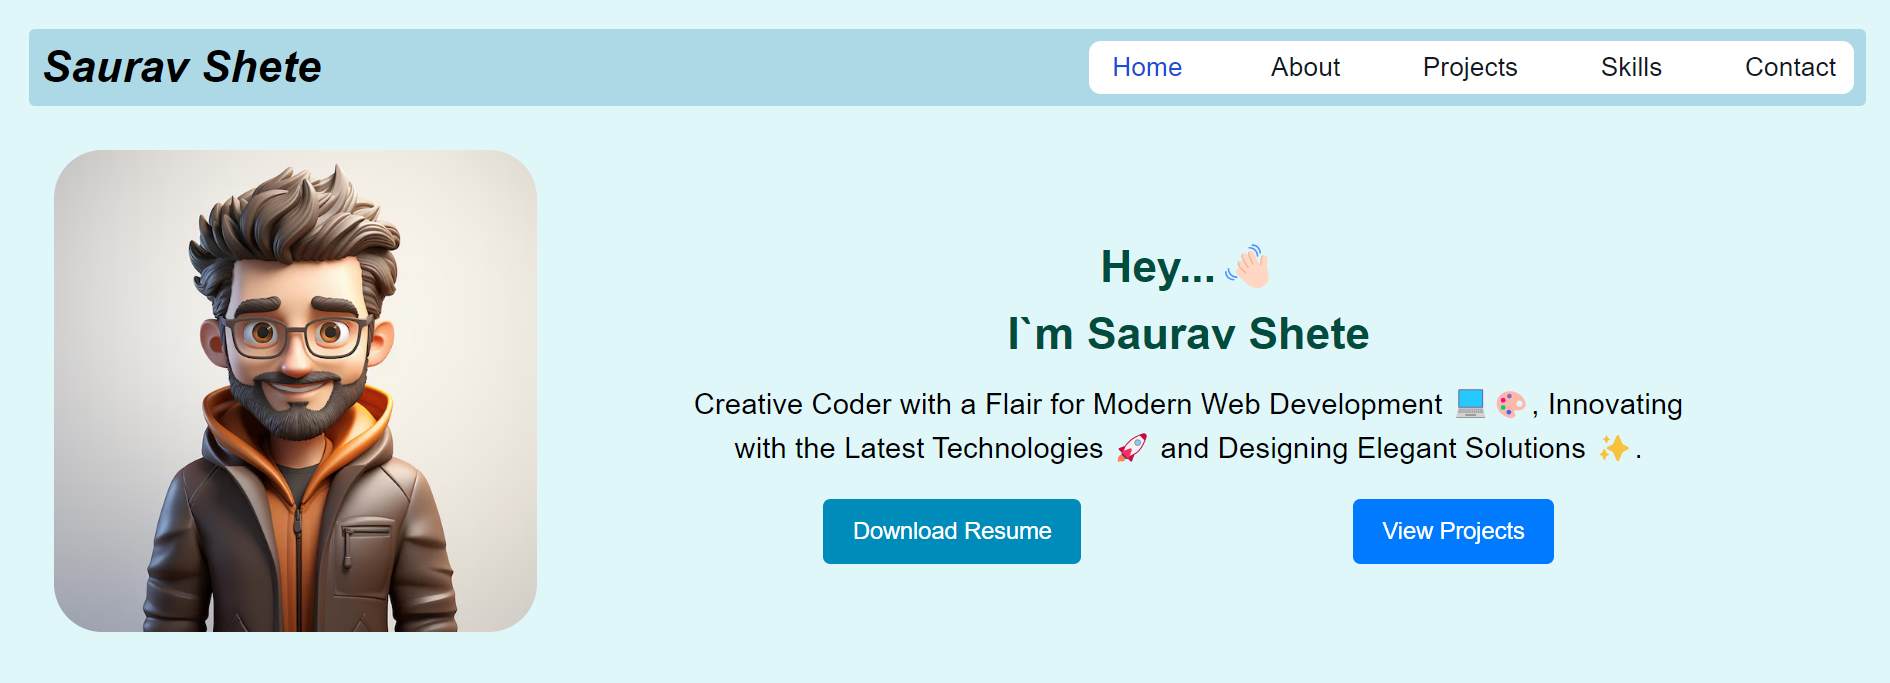 Saurav Shete
Home About Projects Skills Contact
Hey... 👋🏻
I`m Saurav Shete
Creative Coder with a Flair for Modern Web Development 💻 🎨, Innovating
with the Latest Technologies 🚀 and Designing Elegant Solutions ✨.
Download Resume
View Projects